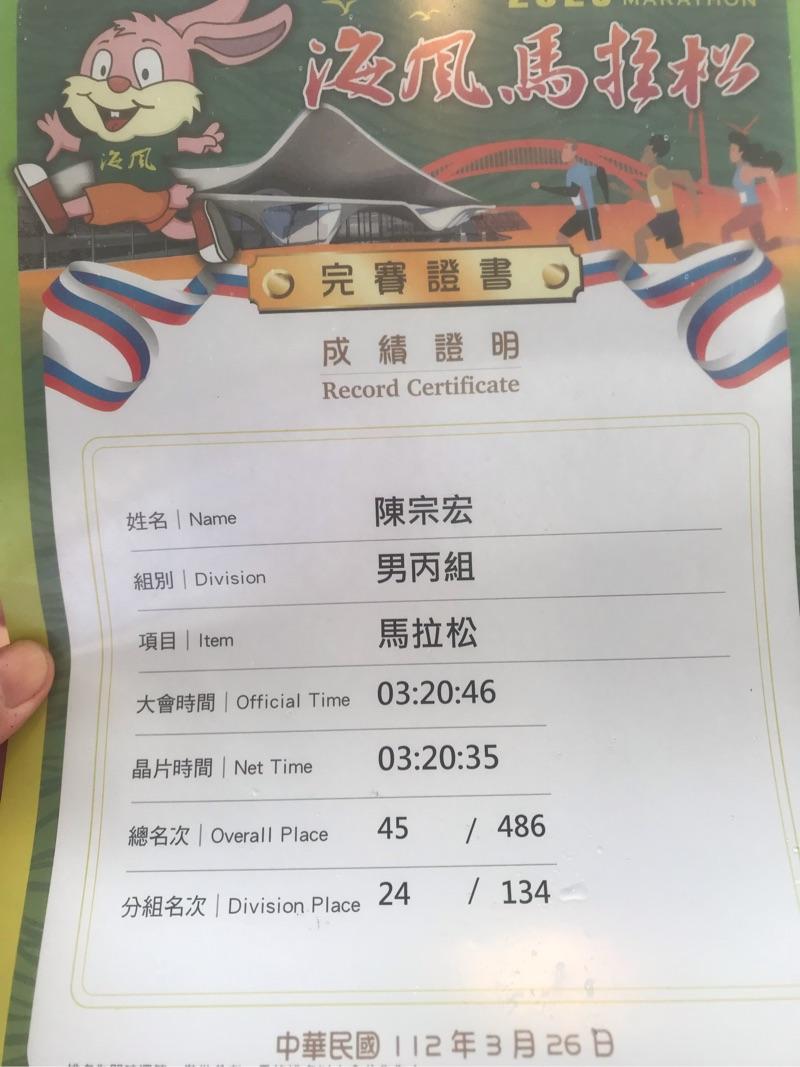 2023 MARATHON
海風馬拉松
海風
完賽證書
成績證明
Record Certificate
姓名｜Name 陳宗宏
組別｜Division 男丙組
項目｜Item 馬拉松
大會時間｜Official Time 03:20:46
晶片時間｜Net Time 03:20:35
總名次｜Overall Place 45 / 486
分組名次｜Division Place 24 / 134
中華民國 112 年 3 月 26 日